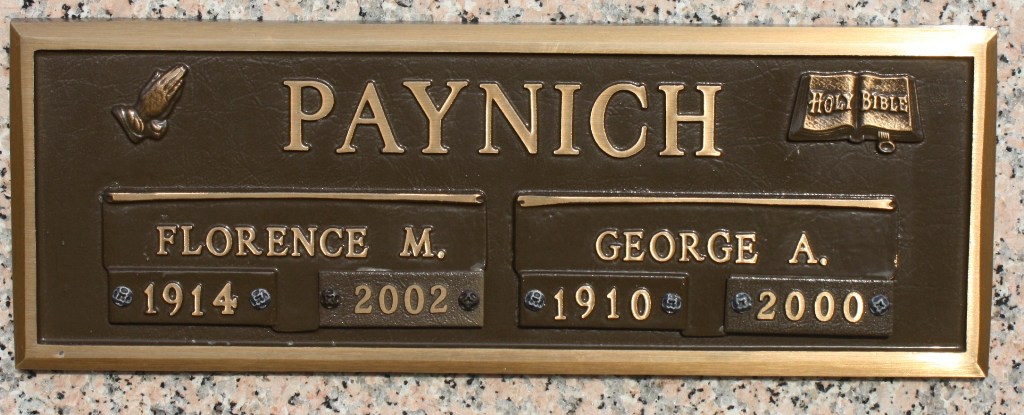 PAYNICH
HOLY BIBLE
FLORENCE M.
1914 2002
GEORGE A.
1910 2000